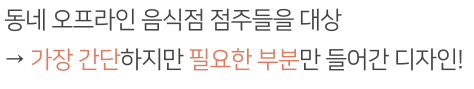 동네 오프라인 음식점 점주들을 대상
→ 가장 간단하지만 필요한 부분만 들어간 디자인!